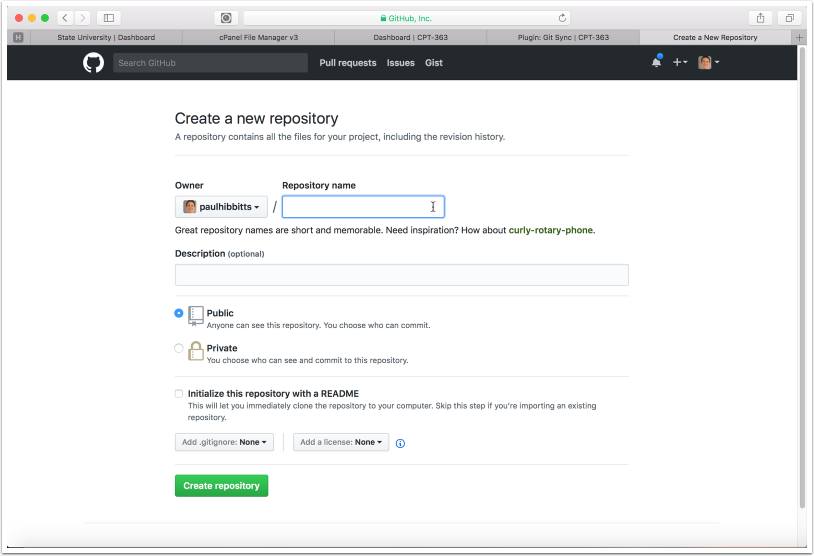 GitHub, Inc.
H
State University | Dashboard
cPanel File Manager v3
Dashboard | CPT-363
Plugin: Git Sync | CPT-363
Create a New Repository
+
Search GitHub
Pull requests
Issues
Gist
+
Create a new repository
A repository contains all the files for your project, including the revision history.
Owner
Repository name
paulhibbitts
/
Great repository names are short and memorable. Need inspiration? How about curly-rotary-phone.
Description (optional)
Public
Anyone can see this repository. You choose who can commit.
Private
You choose who can see and commit to this repository.
Initialize this repository with a README
This will let you immediately clone the repository to your computer. Skip this step if you're importing an existing
repository.
Add .gitignore: None
Add a license: None
Create repository